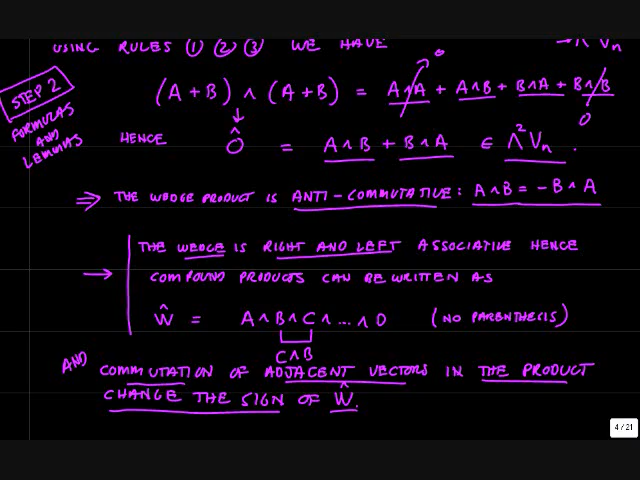 USING RULES ① ② ③ WE HAVE → Λ² Vn
STEP 2
FORMULAS
AND
LEMMAS
(A + B) ∧ (A + B) = A∧A + A∧B + B∧A + B∧B
0
0
HENCE Ô = A∧B + B∧A ∈ Λ²Vn .
⇒ THE WEDGE PRODUCT IS ANTI-COMMUTATIVE: A∧B = -B∧A
THE WEDGE IS RIGHT AND LEFT ASSOCIATIVE HENCE
→ COMPOUND PRODUCTS CAN BE WRITTEN AS
Ŵ = A∧B∧C∧...∧D (NO PARENTHESIS)
C∧B
AND COMMUTATION OF ADJACENT VECTORS IN THE PRODUCT
CHANGE THE SIGN OF Ŵ.
4 / 21